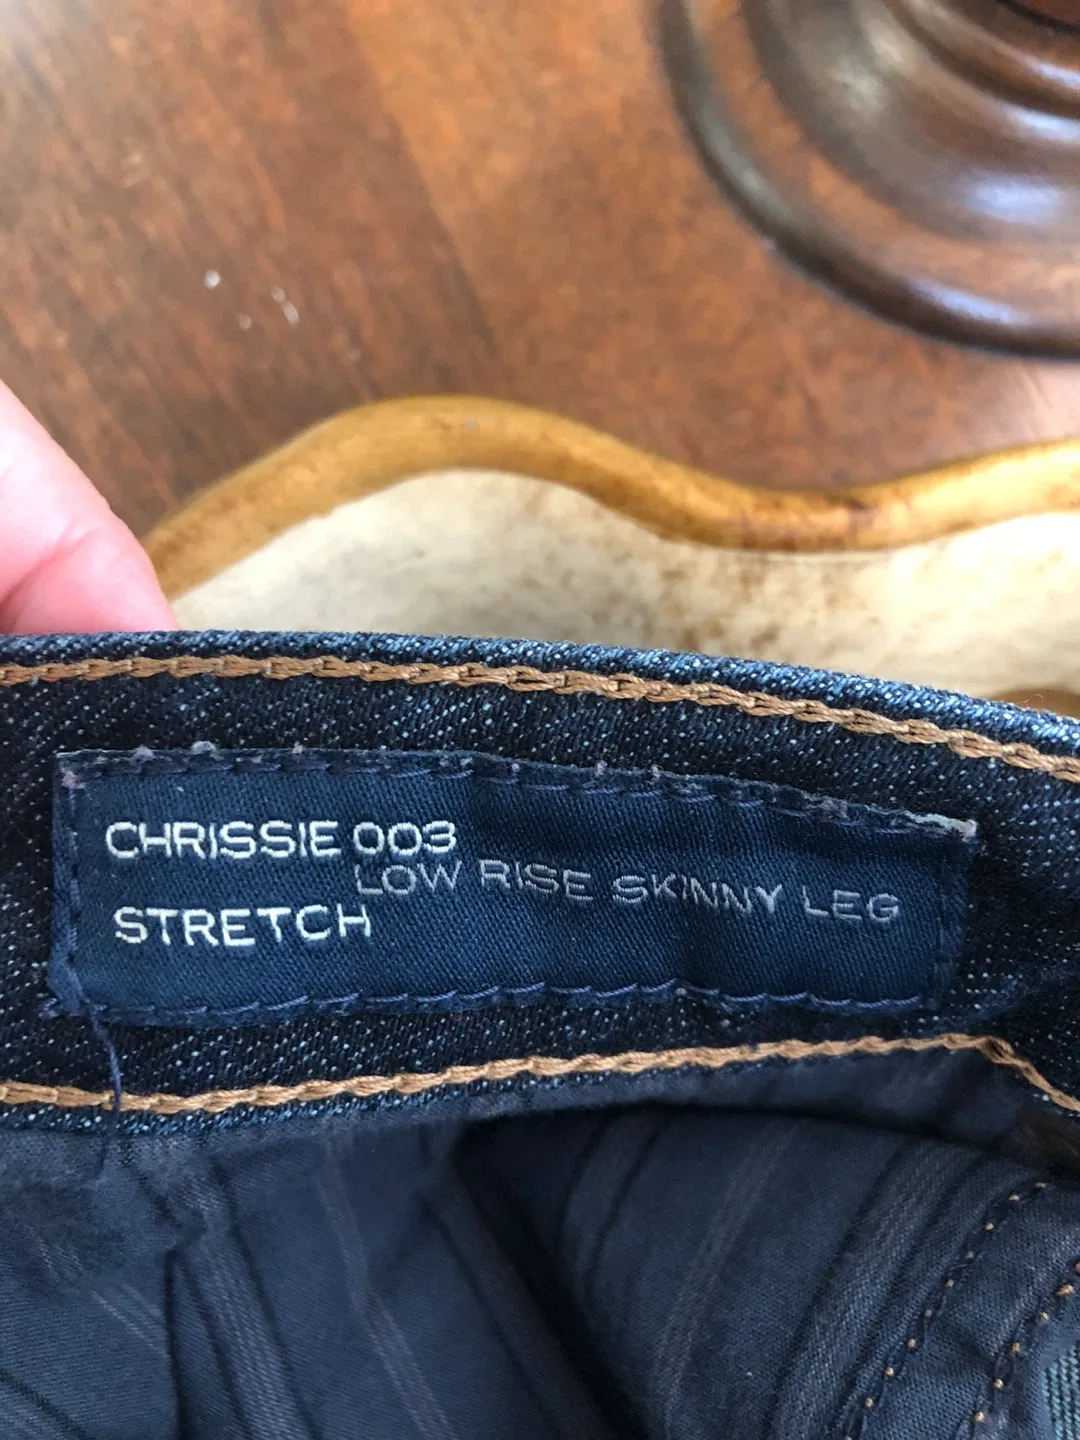 CHRISSIE 003
LOW RISE SKINNY LEG
STRETCH